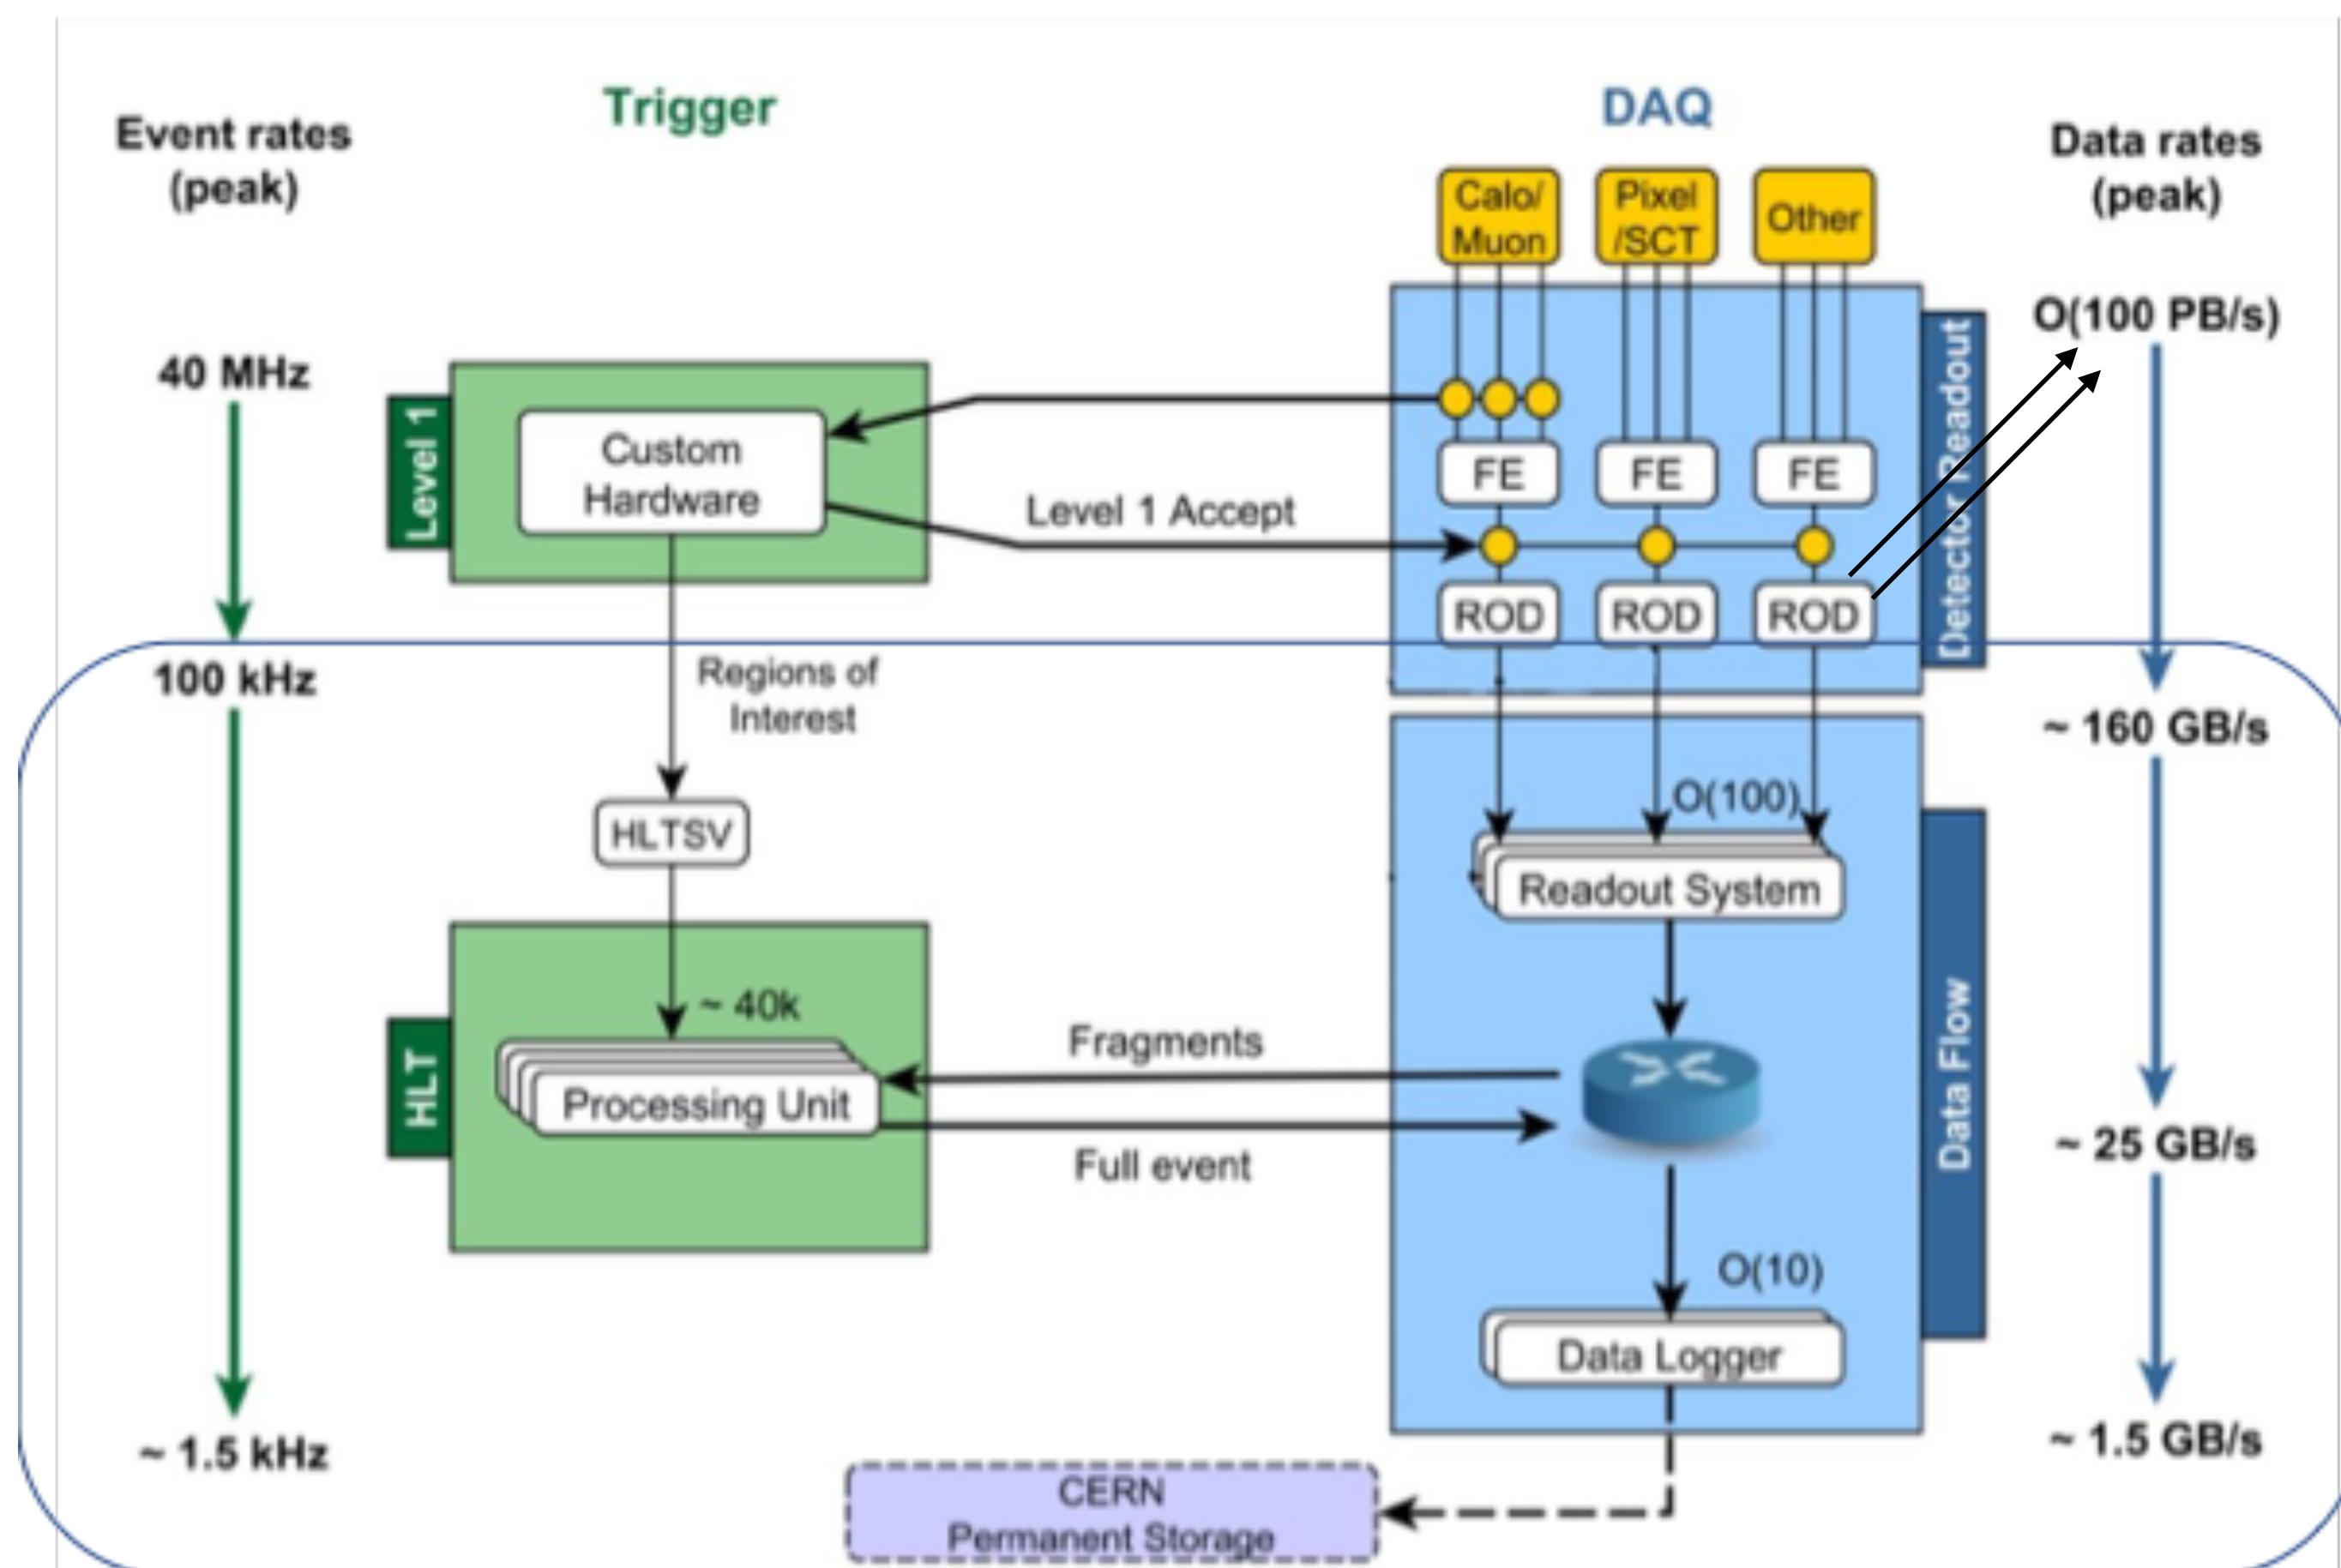 Trigger
DAQ
Event rates
(peak)
Data rates
(peak)
Calo/
Muon
Pixel
/SCT
Other
O(100 PB/s)
40 MHz
Level 1
Custom
Hardware
FE
FE
FE
Detector Readout
Level 1 Accept
ROD
ROD
ROD
100 kHz
Regions of
Interest
~ 160 GB/s
O(100)
HLTSV
Readout System
~ 40k
HLT
Processing Unit
Fragments
Full event
Data Flow
~ 25 GB/s
O(10)
Data Logger
~ 1.5 kHz
~ 1.5 GB/s
CERN
Permanent Storage